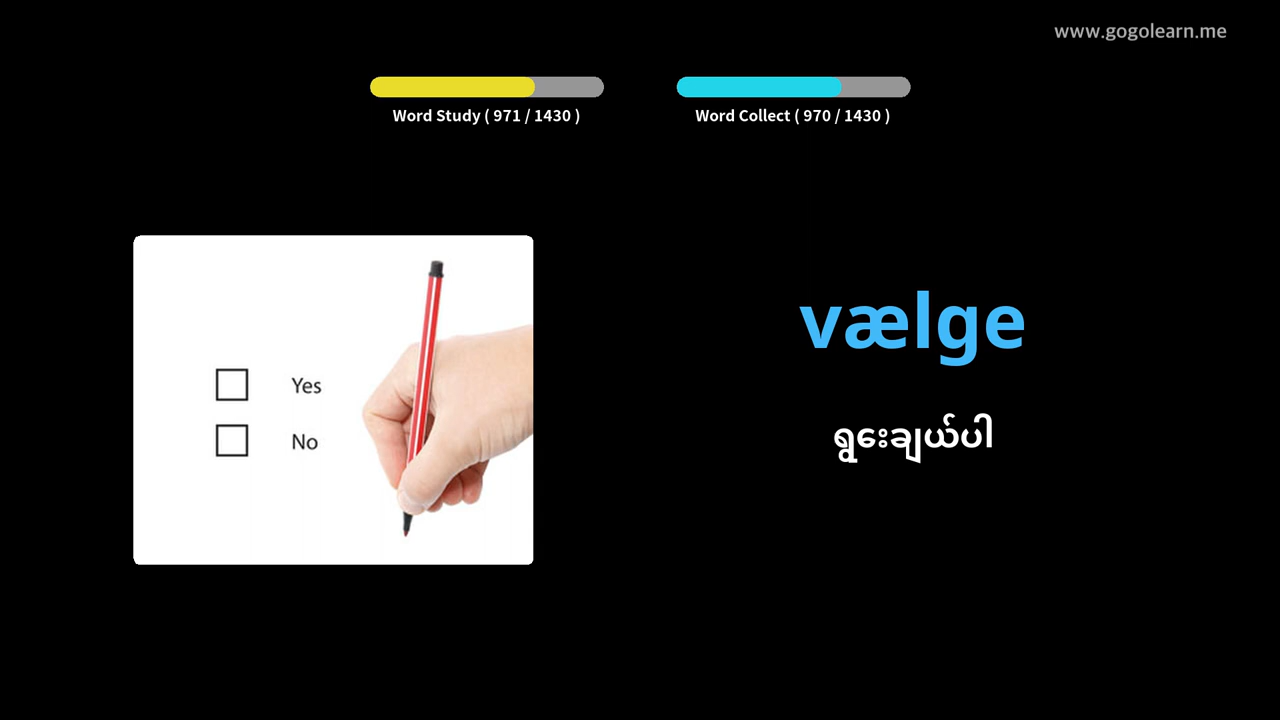 www.gogolearn.me
Word Study ( 971 / 1430 )
Word Collect ( 970 / 1430 )
Yes
No
vælge
ရွေးချယ်ပါ